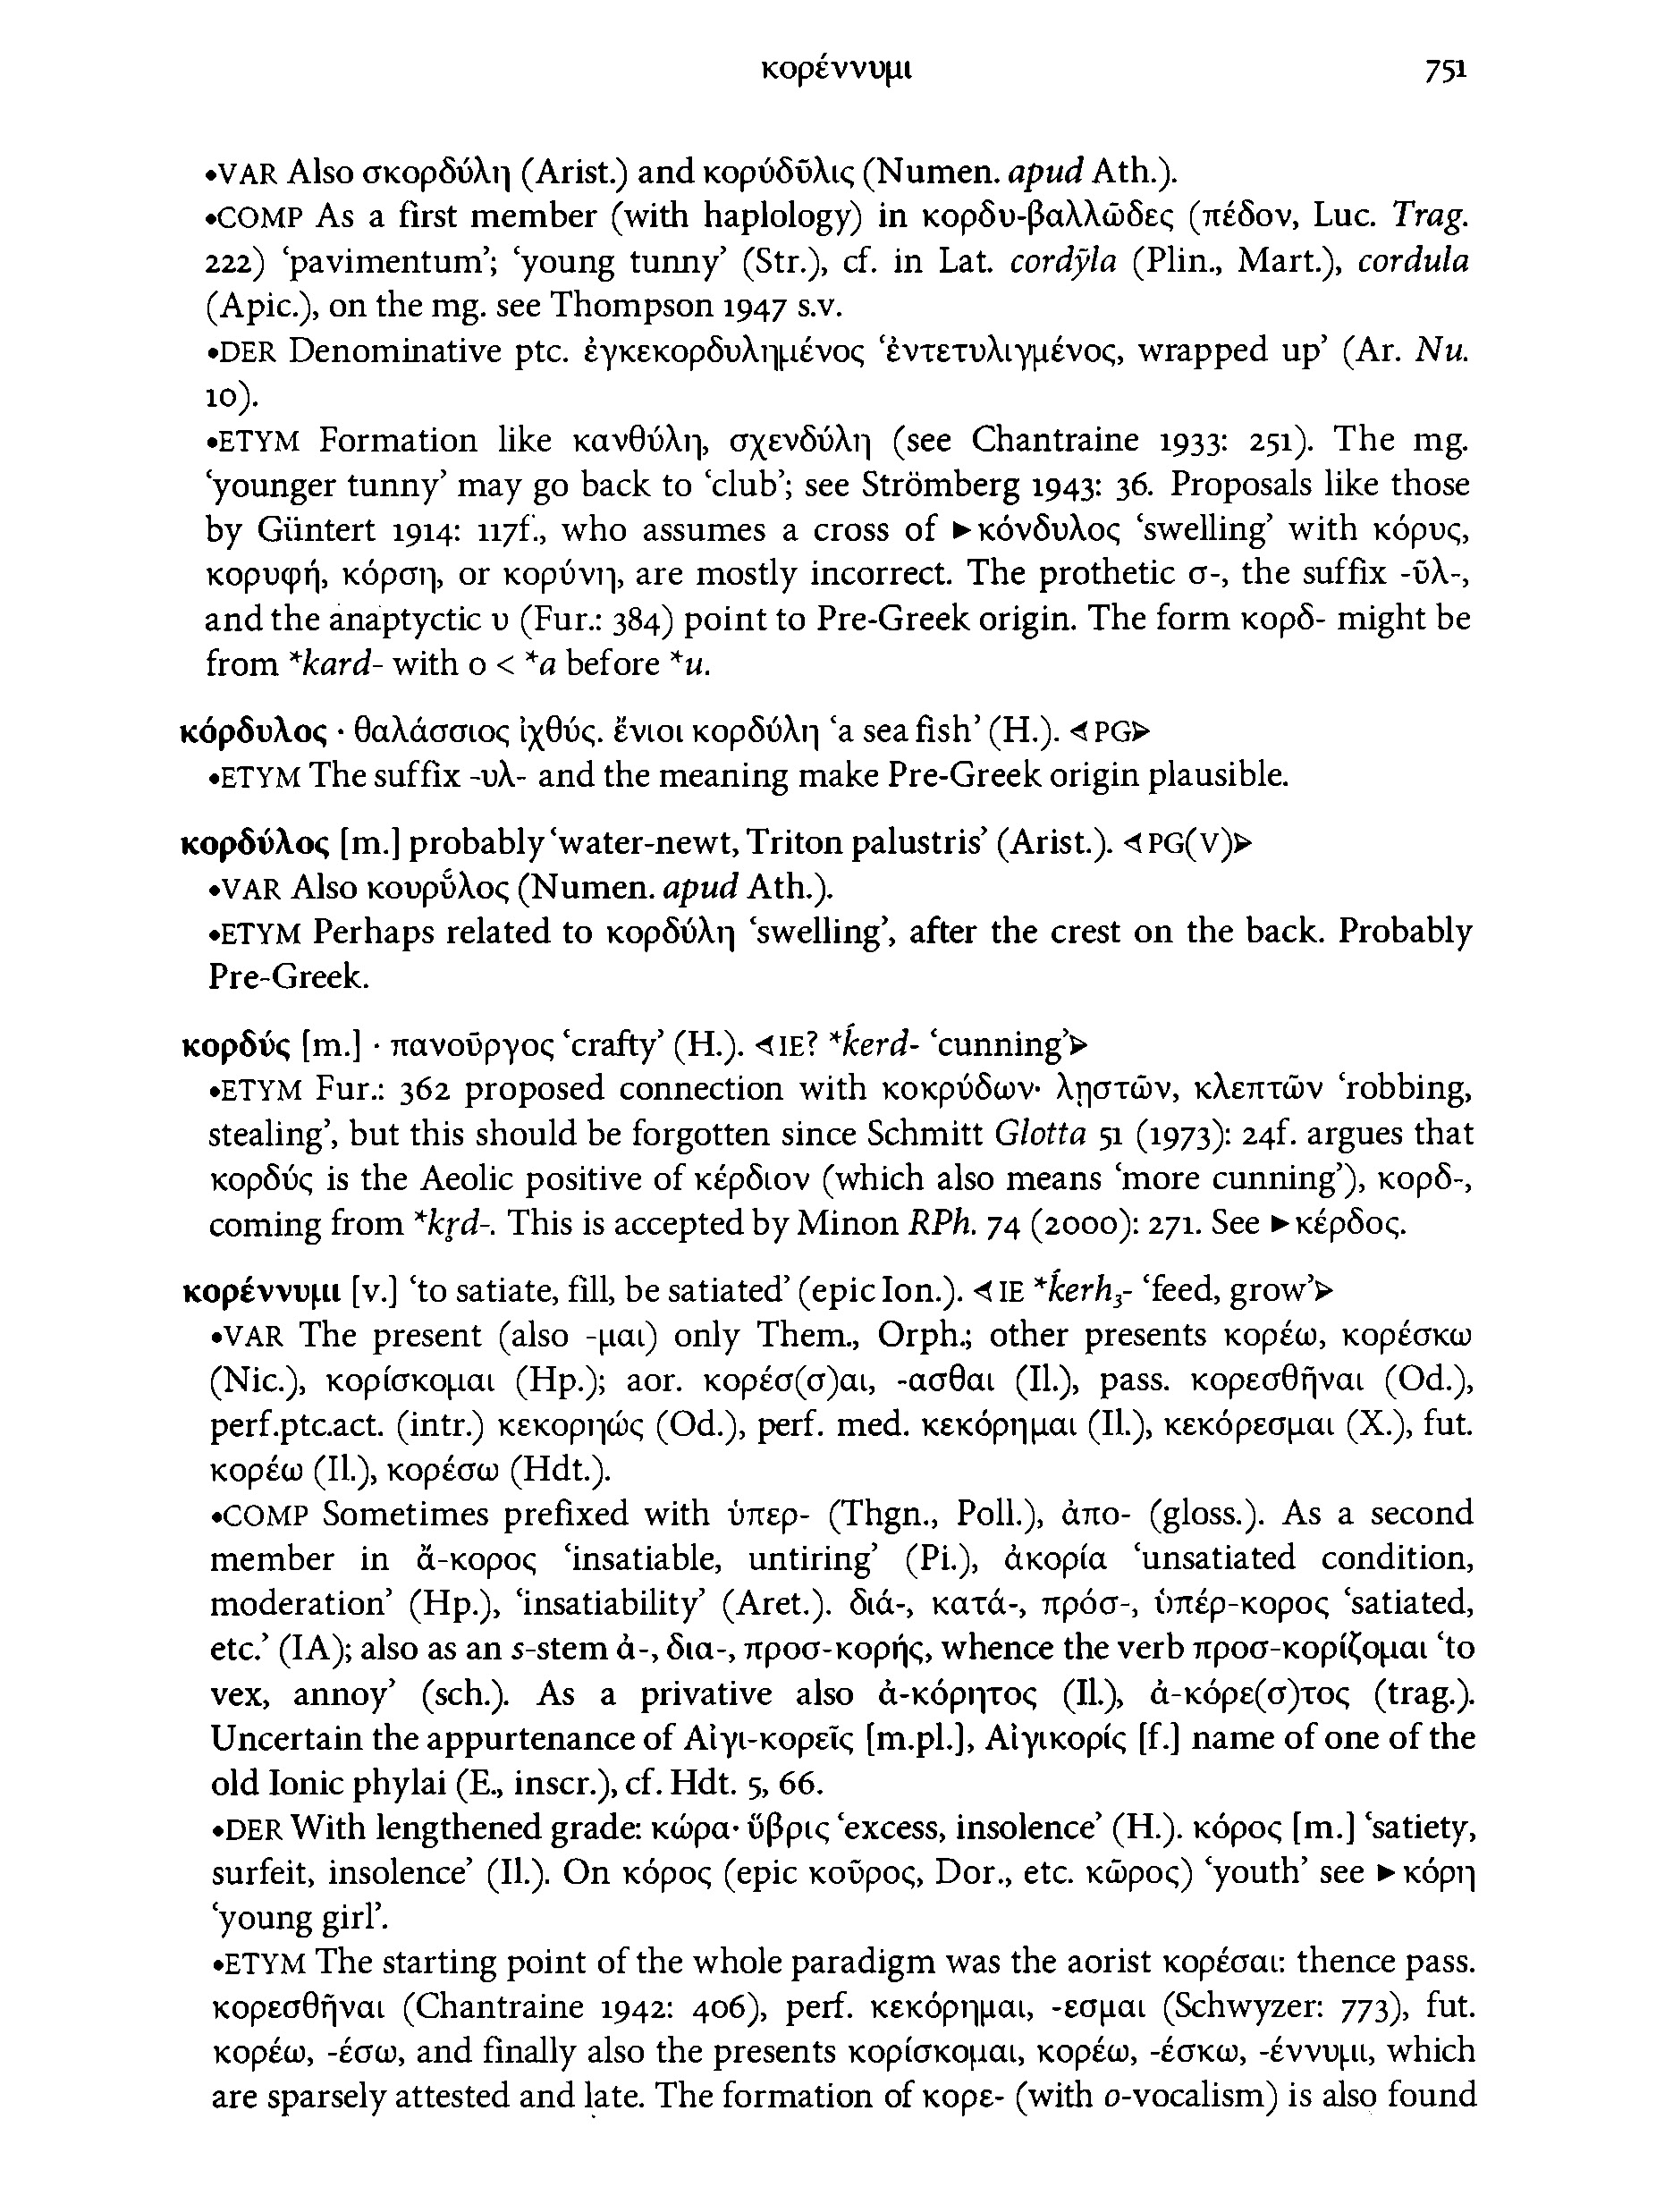 κορέννυμι 751
•VAR Also σκορδύλη (Arist.) and κορύδῡλις (Numen. apud Ath.).
•COMP As a first member (with haplology) in κορδυ-βαλλῶδες (πέδον, Luc. Trag.
222) ‘pavimentum’; ‘young tunny’ (Str.), cf. in Lat. cordȳla (Plin., Mart.), cordula
(Apic.), on the mg. see Thompson 1947 s.v.
•DER Denominative ptc. ἐγκεκορδυλημένος ‘ἐντετυλιγμένος, wrapped up’ (Ar. Nu.
10).
•ETYM Formation like κανθύλη, σχενδύλη (see Chantraine 1933: 251). The mg.
‘younger tunny’ may go back to ‘club’; see Strömberg 1943: 36. Proposals like those
by Güntert 1914: 117f., who assumes a cross of ►κόνδυλος ‘swelling’ with κόρυς,
κορυφή, κόρση, or κορύνη, are mostly incorrect. The prothetic σ-, the suffix -ῡλ-,
and the anaptyctic υ (Fur.: 384) point to Pre-Greek origin. The form κορδ- might be
from *kard- with ο < *a before *u.
κόρδυλος · θαλάσσιος ἰχθύς. ἔνιοι κορδύλη ‘a sea fish’ (H.). ⊲PG⊳
•ETYM The suffix -υλ- and the meaning make Pre-Greek origin plausible.
κορδύλος [m.] probably ‘water-newt, Triton palustris’ (Arist.). ⊲PG(V)⊳
•VAR Also κουρῡ́λος (Numen. apud Ath.).
•ETYM Perhaps related to κορδύλη ‘swelling’, after the crest on the back. Probably
Pre-Greek.
κορδύς [m.] · πανοῦργος ‘crafty’ (H.). ⊲IE? *ḱerd- ‘cunning’⊳
•ETYM Fur.: 362 proposed connection with κοκρύδων· λῃστῶν, κλεπτῶν ‘robbing,
stealing’, but this should be forgotten since Schmitt Glotta 51 (1973): 24f. argues that
κορδύς is the Aeolic positive of κέρδιον (which also means ‘more cunning’), κορδ-,
coming from *kr̥d-. This is accepted by Minon RPh. 74 (2000): 271. See ►κέρδος.
κορέννυμι [v.] ‘to satiate, fill, be satiated’ (epic Ion.). ⊲IE *ḱerh₃- ‘feed, grow’⊳
•VAR The present (also -μαι) only Them., Orph.; other presents κορέω, κορέσκω
(Nic.), κορίσκομαι (Hp.); aor. κορέσ(σ)αι, -ασθαι (Il.), pass. κορεσθῆναι (Od.),
perf.ptc.act. (intr.) κεκορηώς (Od.), perf. med. κεκόρημαι (Il.), κεκόρεσμαι (X.), fut.
κορέω (Il.), κορέσω (Hdt.).
•COMP Sometimes prefixed with ὑπερ- (Thgn., Poll.), ἀπο- (gloss.). As a second
member in ἄ-κορος ‘insatiable, untiring’ (Pi.), ἀκορία ‘unsatiated condition,
moderation’ (Hp.), ‘insatiability’ (Aret.). διά-, κατά-, πρόσ-, ὑπέρ-κορος ‘satiated,
etc.’ (IA); also as an s-stem ἀ-, δια-, προσ-κορής, whence the verb προσ-κορίζομαι ‘to
vex, annoy’ (sch.). As a privative also ἀ-κόρητος (Il.), ἀ-κόρε(σ)τος (trag.).
Uncertain the appurtenance of Αἰγι-κορεῖς [m.pl.], Αἰγικορίς [f.] name of one of the
old Ionic phylai (E., inscr.), cf. Hdt. 5, 66.
•DER With lengthened grade: κώρα· ὕβρις ‘excess, insolence’ (H.). κόρος [m.] ‘satiety,
surfeit, insolence’ (Il.). On κόρος (epic κοῦρος, Dor., etc. κῶρος) ‘youth’ see ►κόρη
‘young girl’.
•ETYM The starting point of the whole paradigm was the aorist κορέσαι: thence pass.
κορεσθῆναι (Chantraine 1942: 406), perf. κεκόρημαι, -εσμαι (Schwyzer: 773), fut.
κορέω, -έσω, and finally also the presents κορίσκομαι, κορέω, -έσκω, -έννυμι, which
are sparsely attested and late. The formation of κορε- (with o-vocalism) is also found